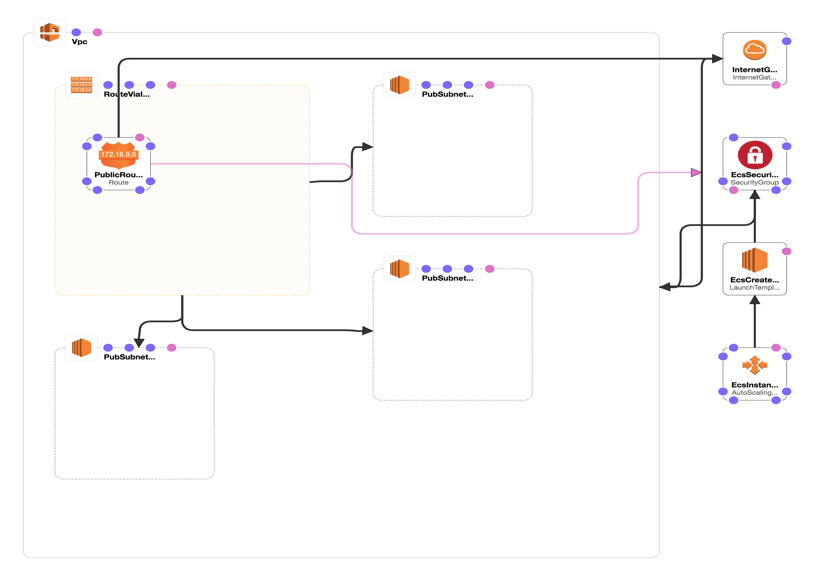 Vpc
InternetG...
InternetGat...
RouteVial...
PubSubnet...
172.16.0.0
PublicRou...
Route
EcsSecuri...
SecurityGroup
PubSubnet...
EcsCreate...
LaunchTempl...
PubSubnet...
EcsInstan...
AutoScaling...